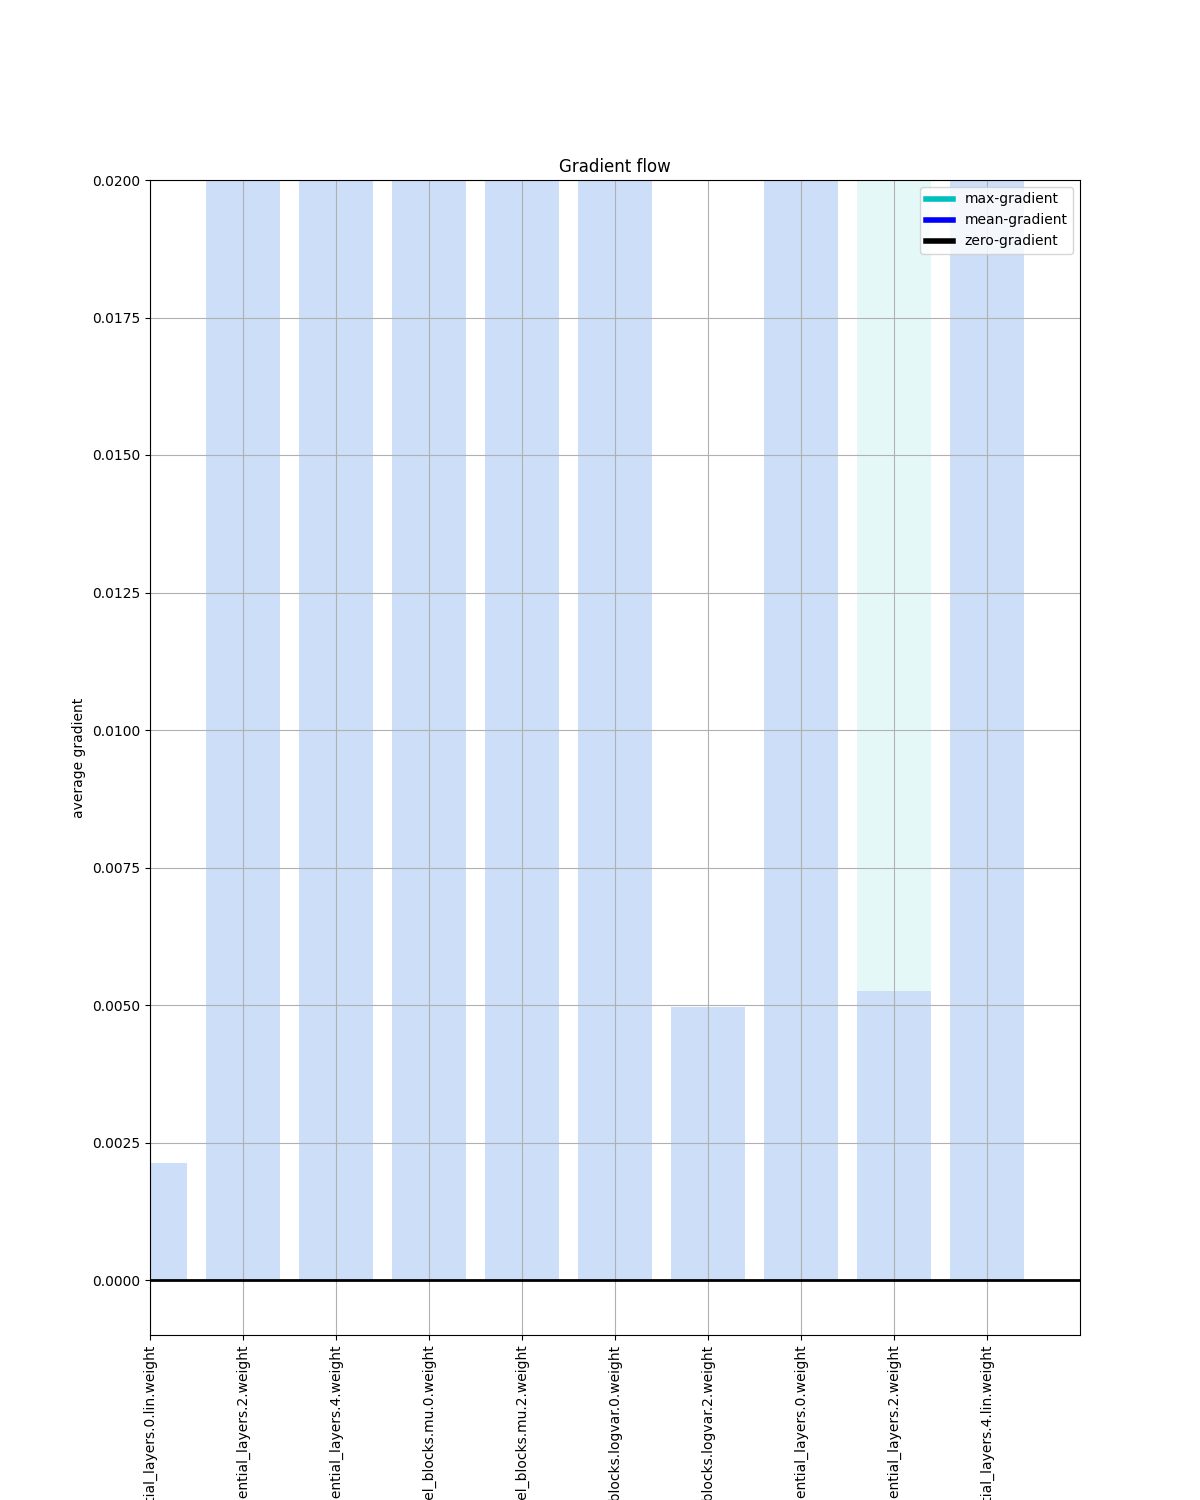 Gradient flow
max-gradient
mean-gradient
zero-gradient
0.0200
0.0175
0.0150
0.0125
0.0100
0.0075
0.0050
0.0025
0.0000
average gradient
tial_layers.0.lin.weight
ential_layers.2.weight
ential_layers.4.weight
el_blocks.mu.0.weight
el_blocks.mu.2.weight
blocks.logvar.0.weight
blocks.logvar.2.weight
ential_layers.0.weight
ential_layers.2.weight
tial_layers.4.lin.weight